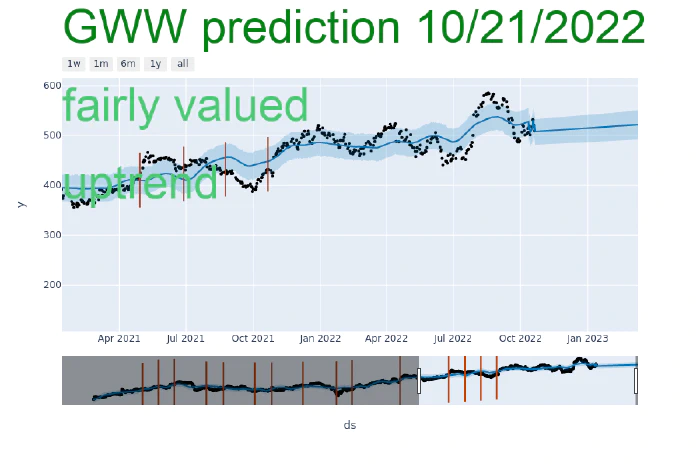 GWW prediction 10/21/2022
1w 1m 6m 1y all
fairly valued
uptrend
600
500
400
300
200
y
Apr 2021 Jul 2021 Oct 2021 Jan 2022 Apr 2022 Jul 2022 Oct 2022 Jan 2023
ds